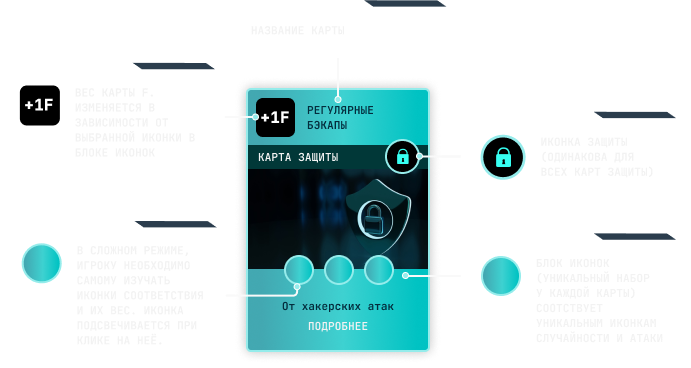 НАЗВАНИЕ КАРТЫ
+1F
ВЕС КАРТЫ F.
ИЗМЕНЯЕТСЯ В
ЗАВИСИМОСТИ ОТ
ВЫБРАННОЙ ИКОНКИ В
БЛОКЕ ИКОНОК
В СЛОЖНОМ РЕЖИМЕ,
ИГРОКУ НЕОБХОДИМО
САМОМУ ИЗУЧАТЬ
ИКОНКИ СООТВЕТСТВИЯ
И ИХ ВЕС. ИКОНКА
ПОДСВЕЧИВАЕТСЯ ПРИ
КЛИКЕ НА НЕЁ.
+1F
РЕГУЛЯРНЫЕ
БЭКАПЫ
КАРТА ЗАЩИТЫ
От хакерских атак
ПОДРОБНЕЕ
ИКОНКА ЗАЩИТЫ
(ОДИНАКОВА ДЛЯ
ВСЕХ КАРТ ЗАЩИТЫ)
БЛОК ИКОНОК
(УНИКАЛЬНЫЙ НАБОР
У КАЖДОЙ КАРТЫ)
СООТСТВУЕТ
УНИКАЛЬНЫМ ИКОНКАМ
СЛУЧАЙНОСТИ И АТАКИ